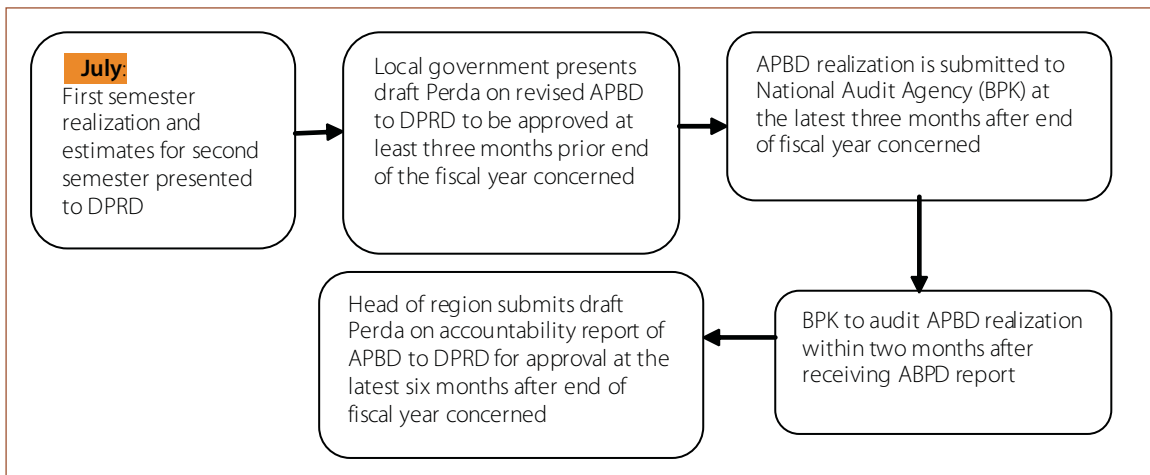 July:
First semester
realization and
estimates for second
semester presented
to DPRD
Local government presents
draft Perda on revised APBD
to DPRD to be approved at
least three months prior end
of the fiscal year concerned
APBD realization is submitted to
National Audit Agency (BPK) at
the latest three months after end
of fiscal year concerned
BPK to audit APBD realization
within two months after
receiving ABPD report
Head of region submits draft
Perda on accountability report of
APBD to DPRD for approval at the
latest six months after end of
fiscal year concerned